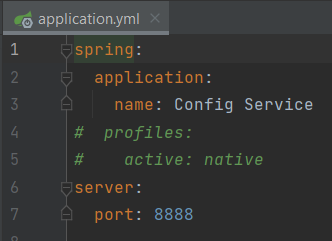 application.yml
1 spring:
2   application:
3     name: Config Service
4 #  profiles:
5 #    active: native
6 server:
7   port: 8888